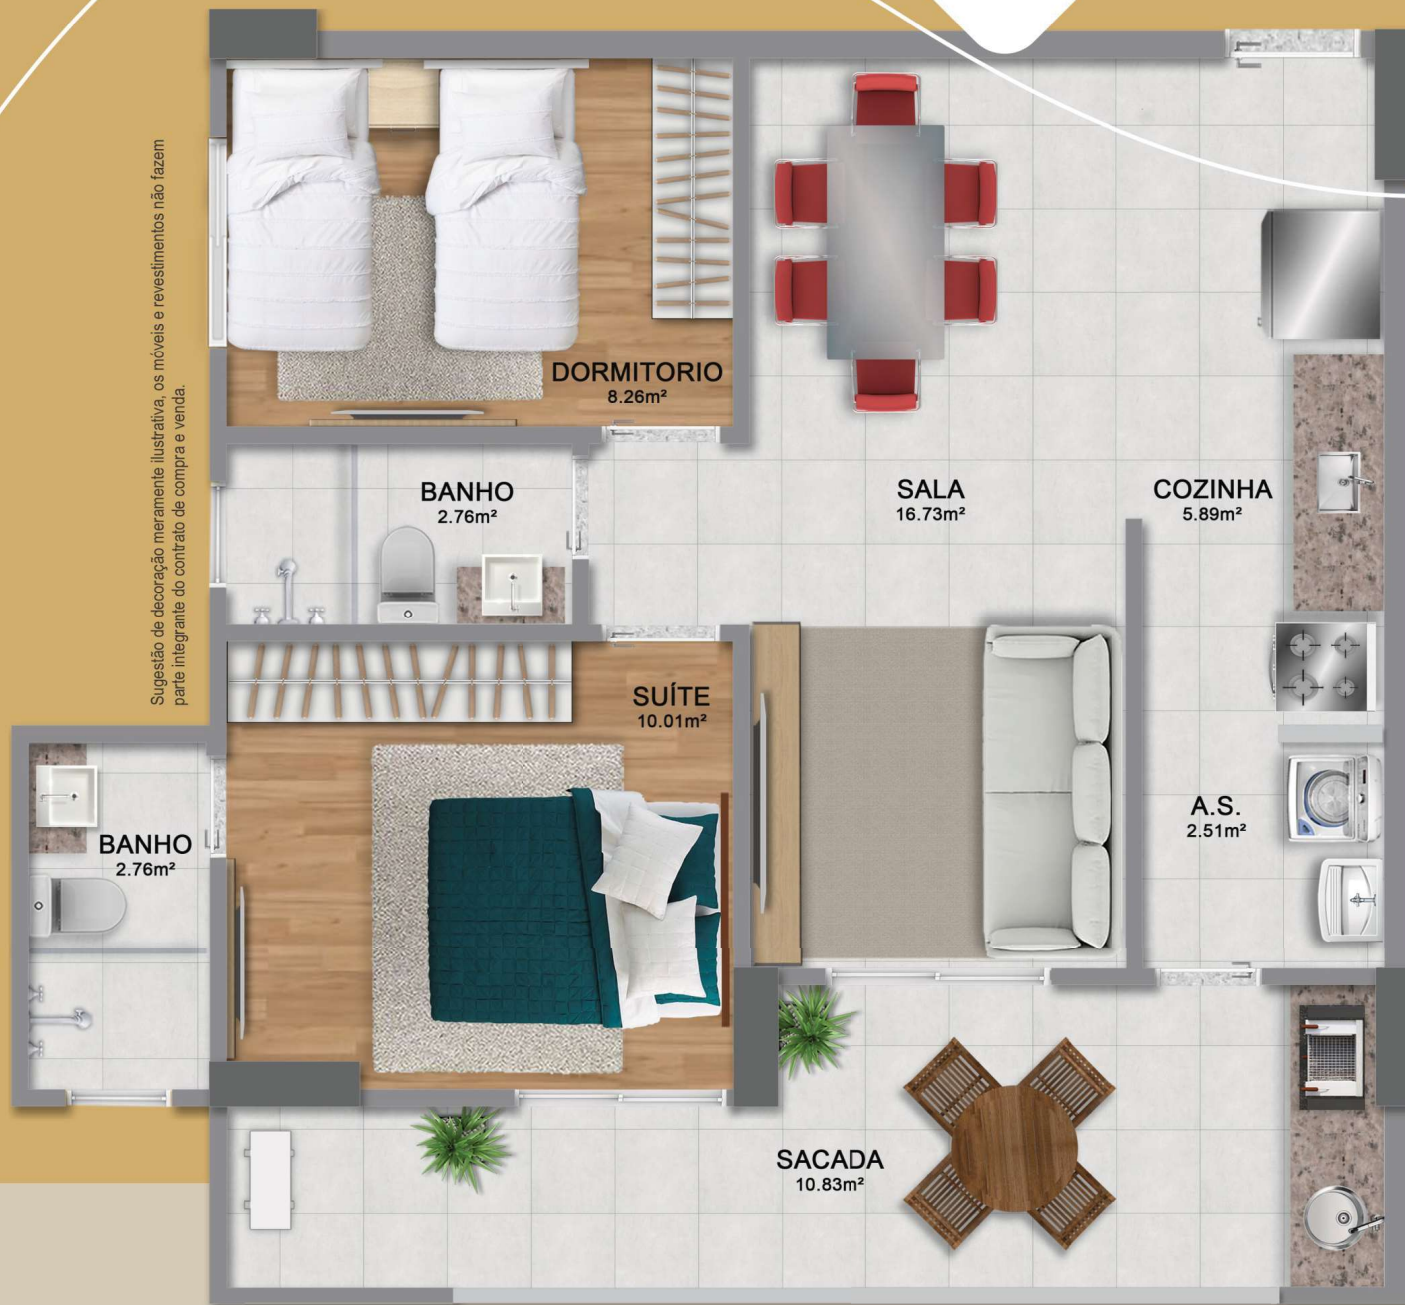 Sugestão de decoração meramente ilustrativa, os móveis e revestimentos não fazem
parte integrante do contrato de compra e venda.
DORMITORIO
8.26m²
BANHO
2.76m²
SALA
16.73m²
COZINHA
5.89m²
SUÍTE
10.01m²
BANHO
2.76m²
A.S.
2.51m²
SACADA
10.83m²